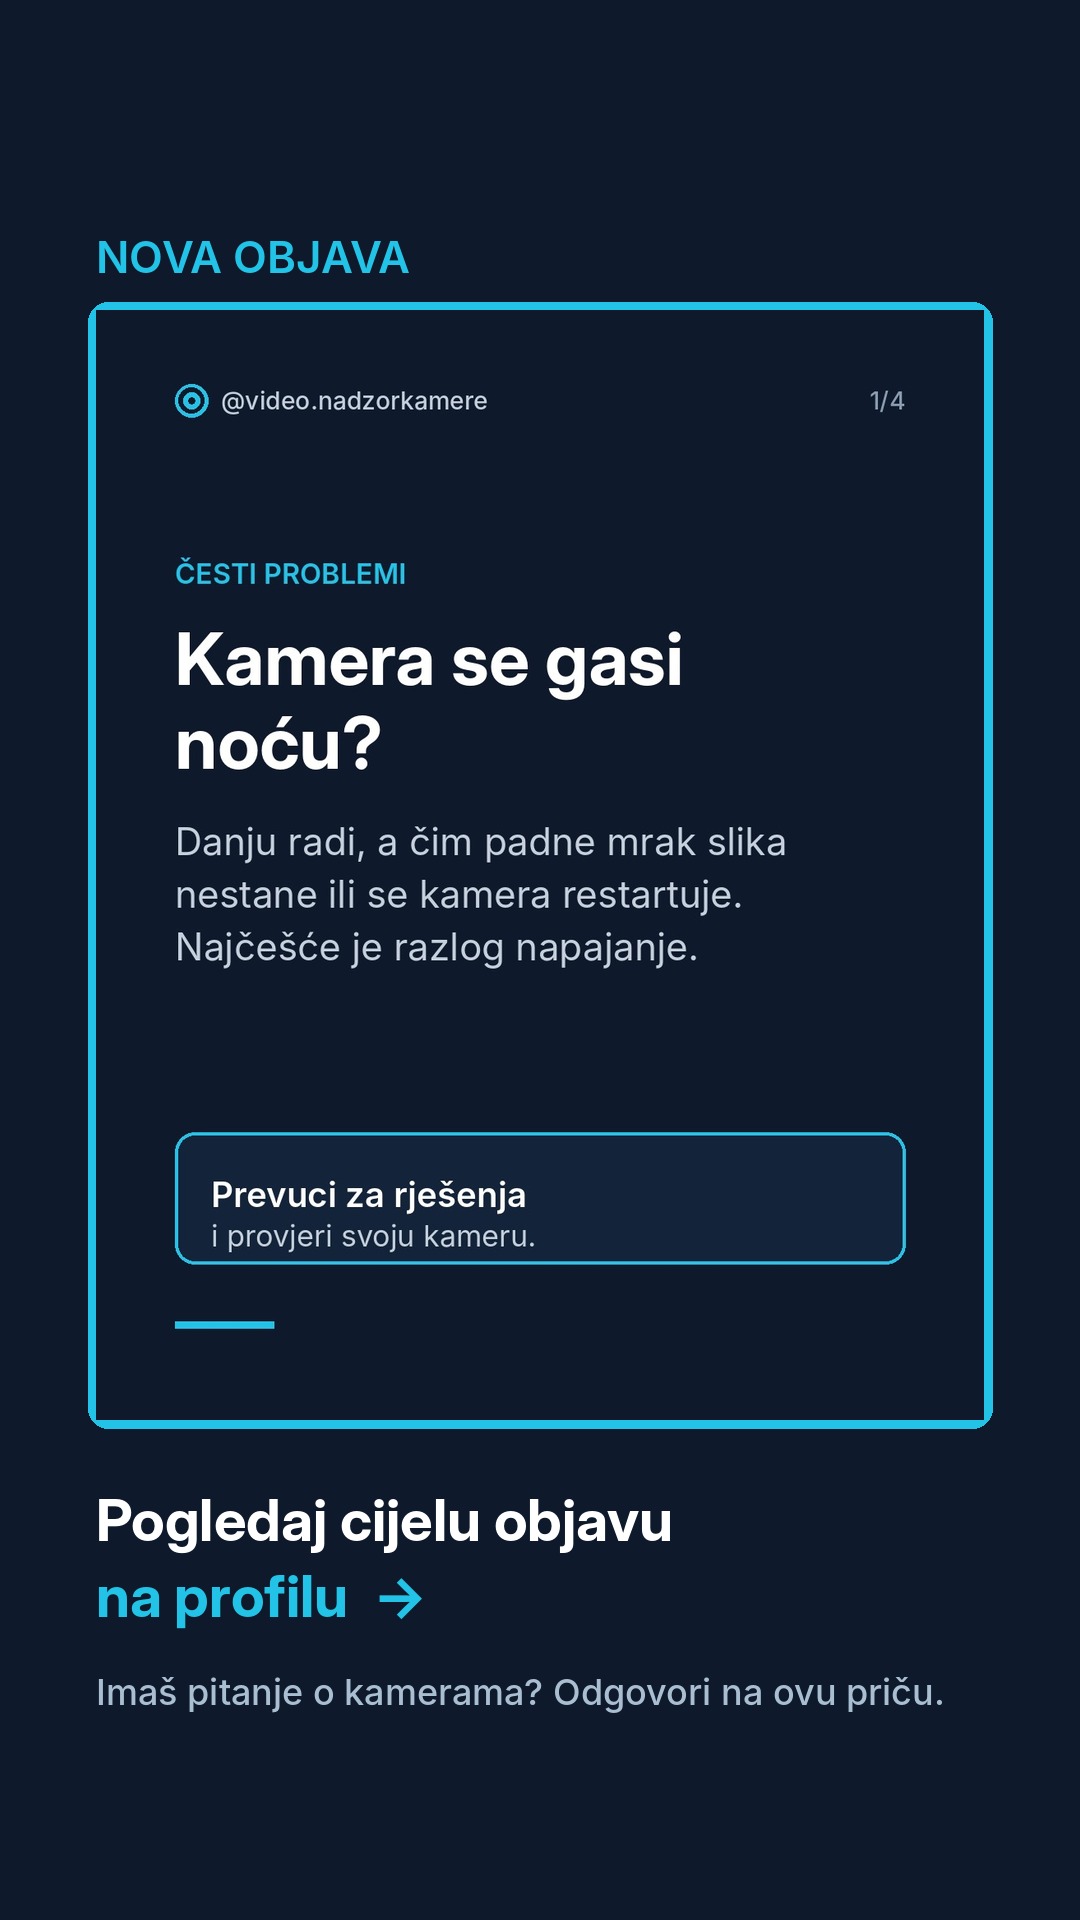 NOVA OBJAVA
@video.nadzorkamere
1/4
ČESTI PROBLEMI
Kamera se gasi
noću?
Danju radi, a čim padne mrak slika
nestane ili se kamera restartuje.
Najčešće je razlog napajanje.
Prevuci za rješenja
i provjeri svoju kameru.
Pogledaj cijelu objavu
na profilu →
Imaš pitanje o kamerama? Odgovori na ovu priču.